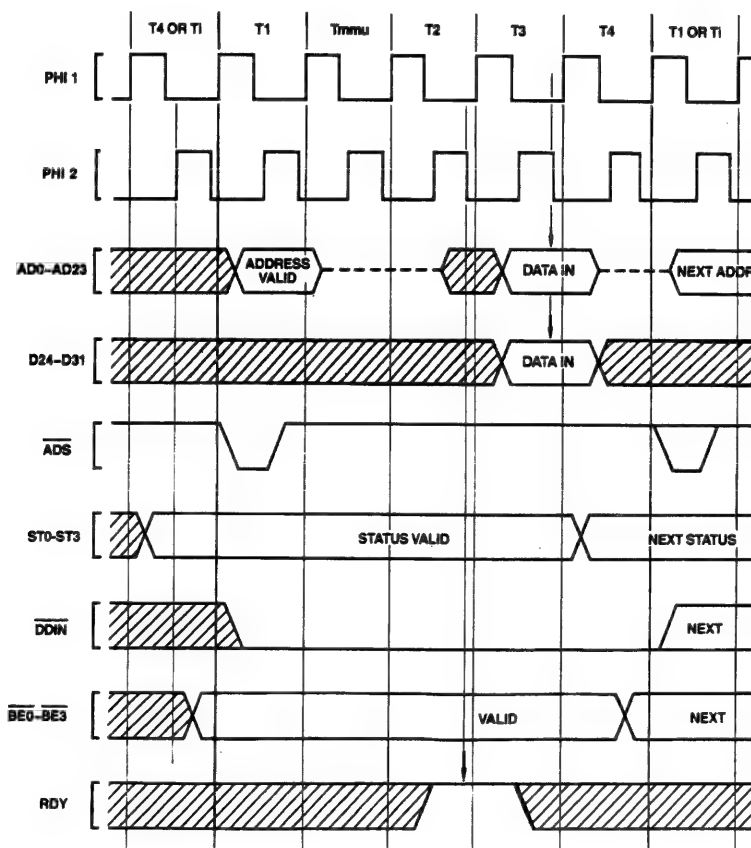 T4 OR Ti T1 Tmmu T2 T3 T4 T1 OR Ti
PHI 1
PHI 2
AD0–AD23 ADDRESS VALID DATA IN NEXT ADDR
D24–D31 DATA IN
ADS
ST0-ST3 STATUS VALID NEXT STATUS
DDIN NEXT
BE0–BE3 VALID NEXT
RDY